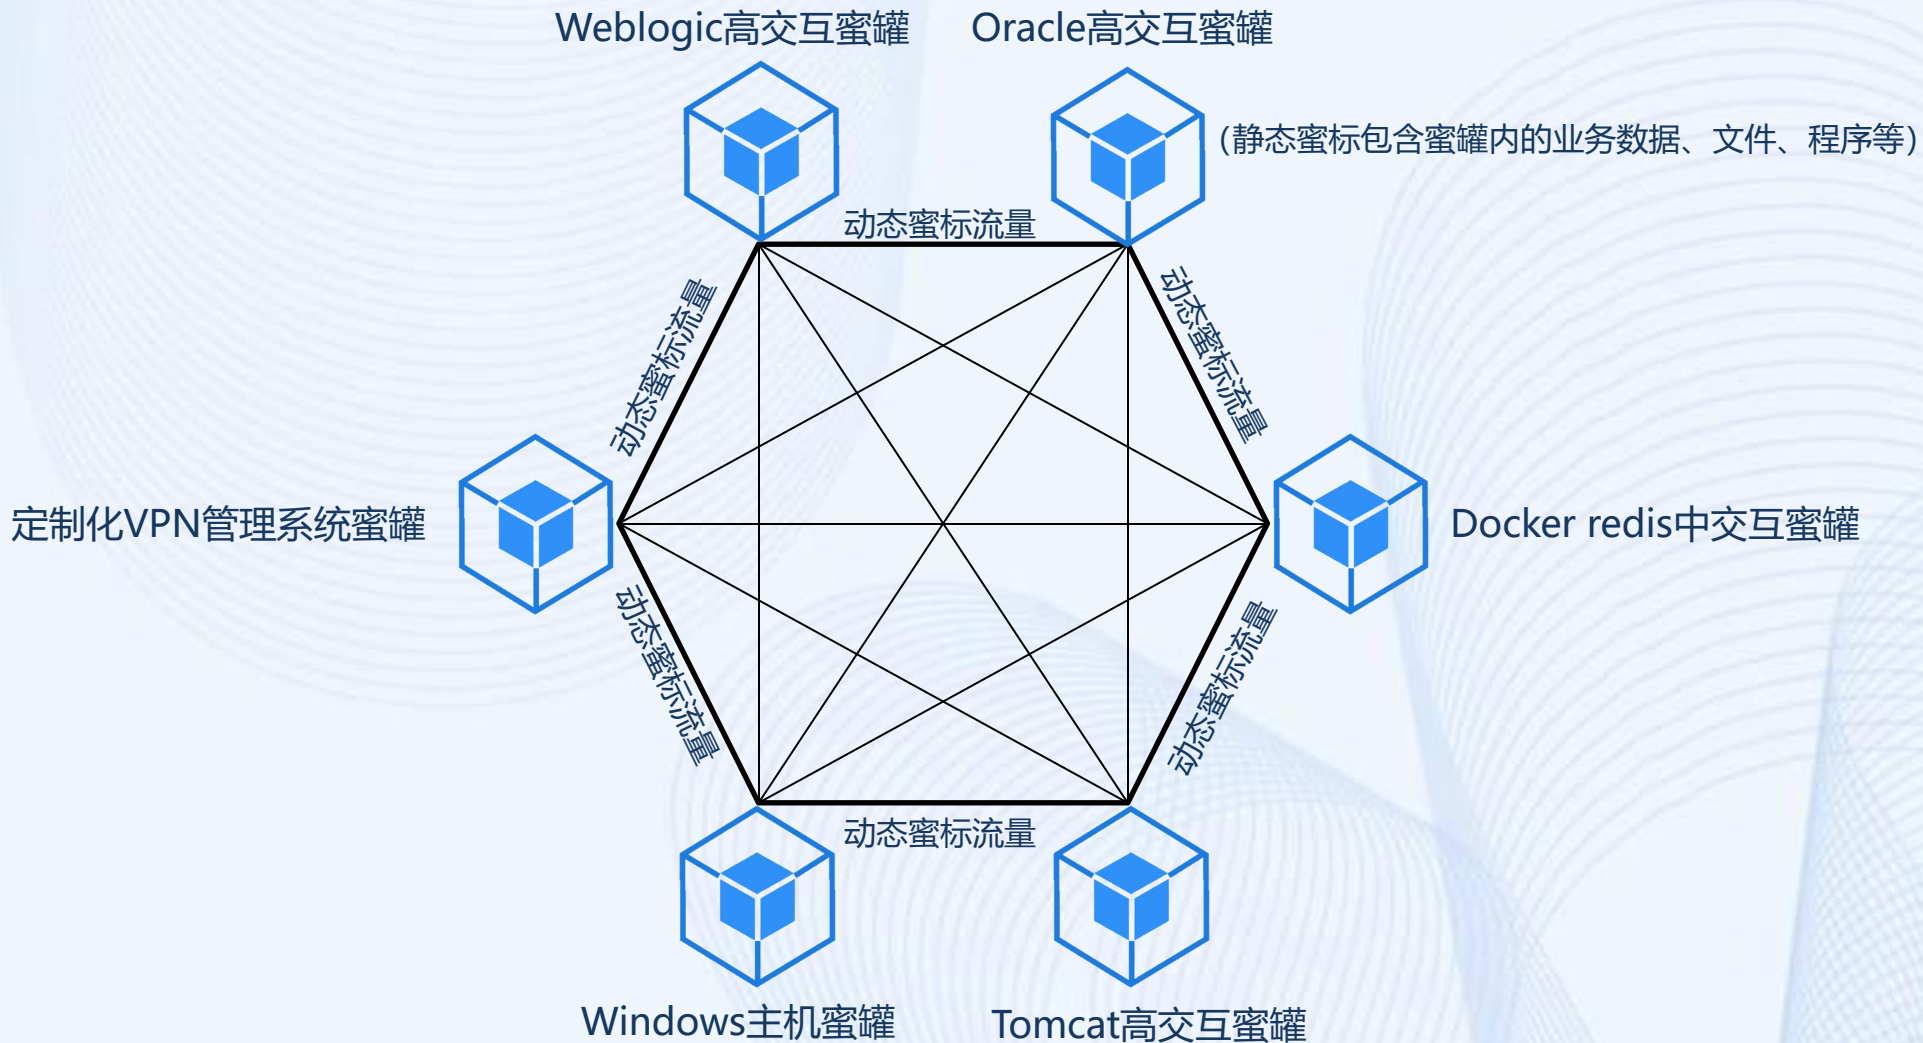 Weblogic高交互蜜罐
Oracle高交互蜜罐
（静态蜜标包含蜜罐内的业务数据、文件、程序等）
动态蜜标流量
动态蜜标流量
动态蜜标流量
定制化VPN管理系统蜜罐
Docker redis中交互蜜罐
动态蜜标流量
动态蜜标流量
动态蜜标流量
Windows主机蜜罐
Tomcat高交互蜜罐